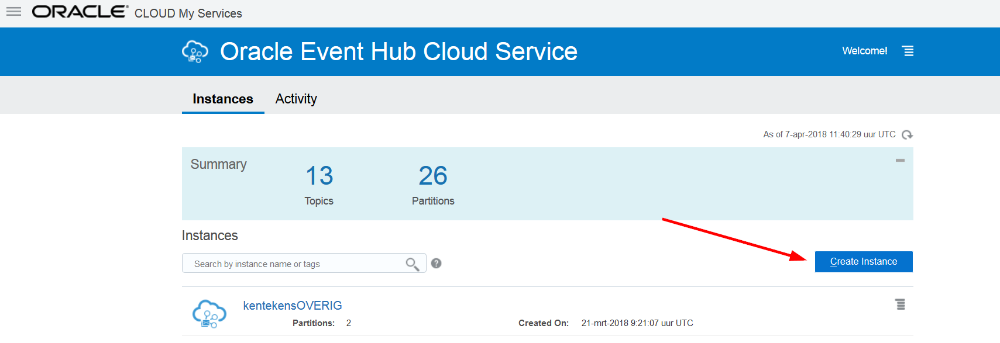 ORACLE® CLOUD My Services
Oracle Event Hub Cloud Service
Welcome!
Instances Activity
As of 7-apr-2018 11:40:29 uur UTC
Summary
13 26
Topics Partitions
Instances
Search by instance name or tags ?
Create Instance
kentekensOVERIG
Partitions: 2 Created On: 21-mrt-2018 9:21:07 uur UTC